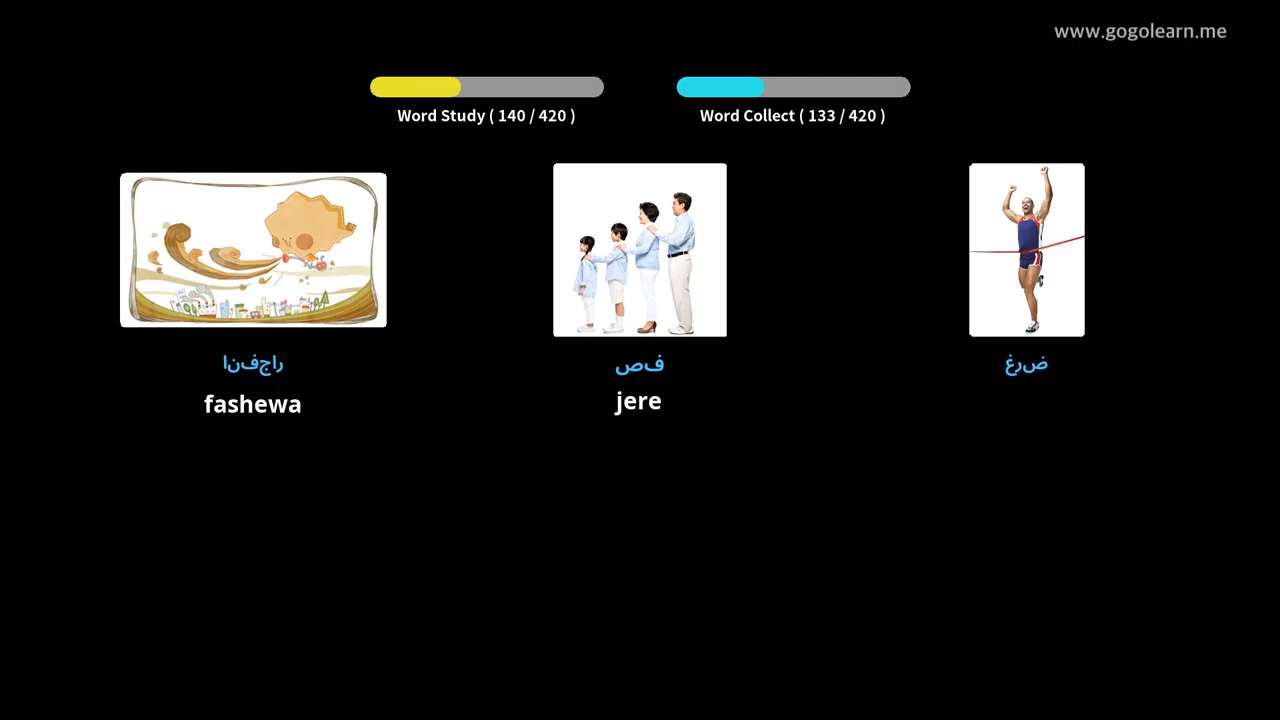 www.gogolearn.me
Word Study ( 140 / 420 )
Word Collect ( 133 / 420 )
انفجار
صف
غرض
fashewa
jere